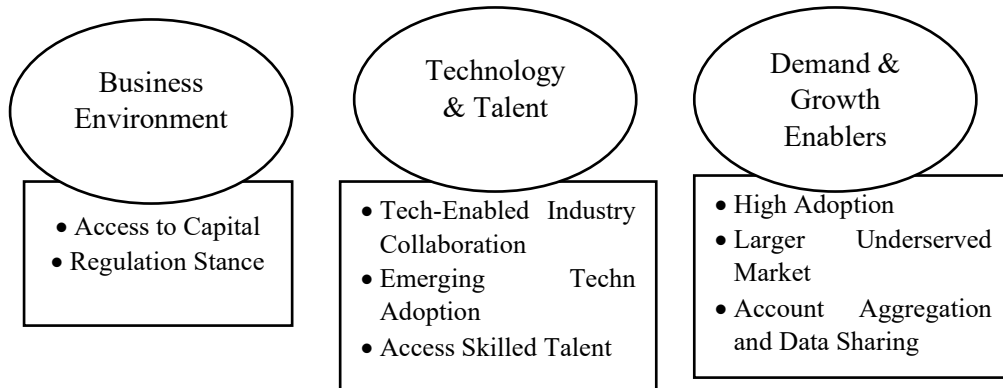 Business
Environment
• Access to Capital
• Regulation Stance
Technology
& Talent
• Tech-Enabled Industry
Collaboration
• Emerging Techn
Adoption
• Access Skilled Talent
Demand &
Growth
Enablers
• High Adoption
• Larger Underserved
Market
• Account Aggregation
and Data Sharing